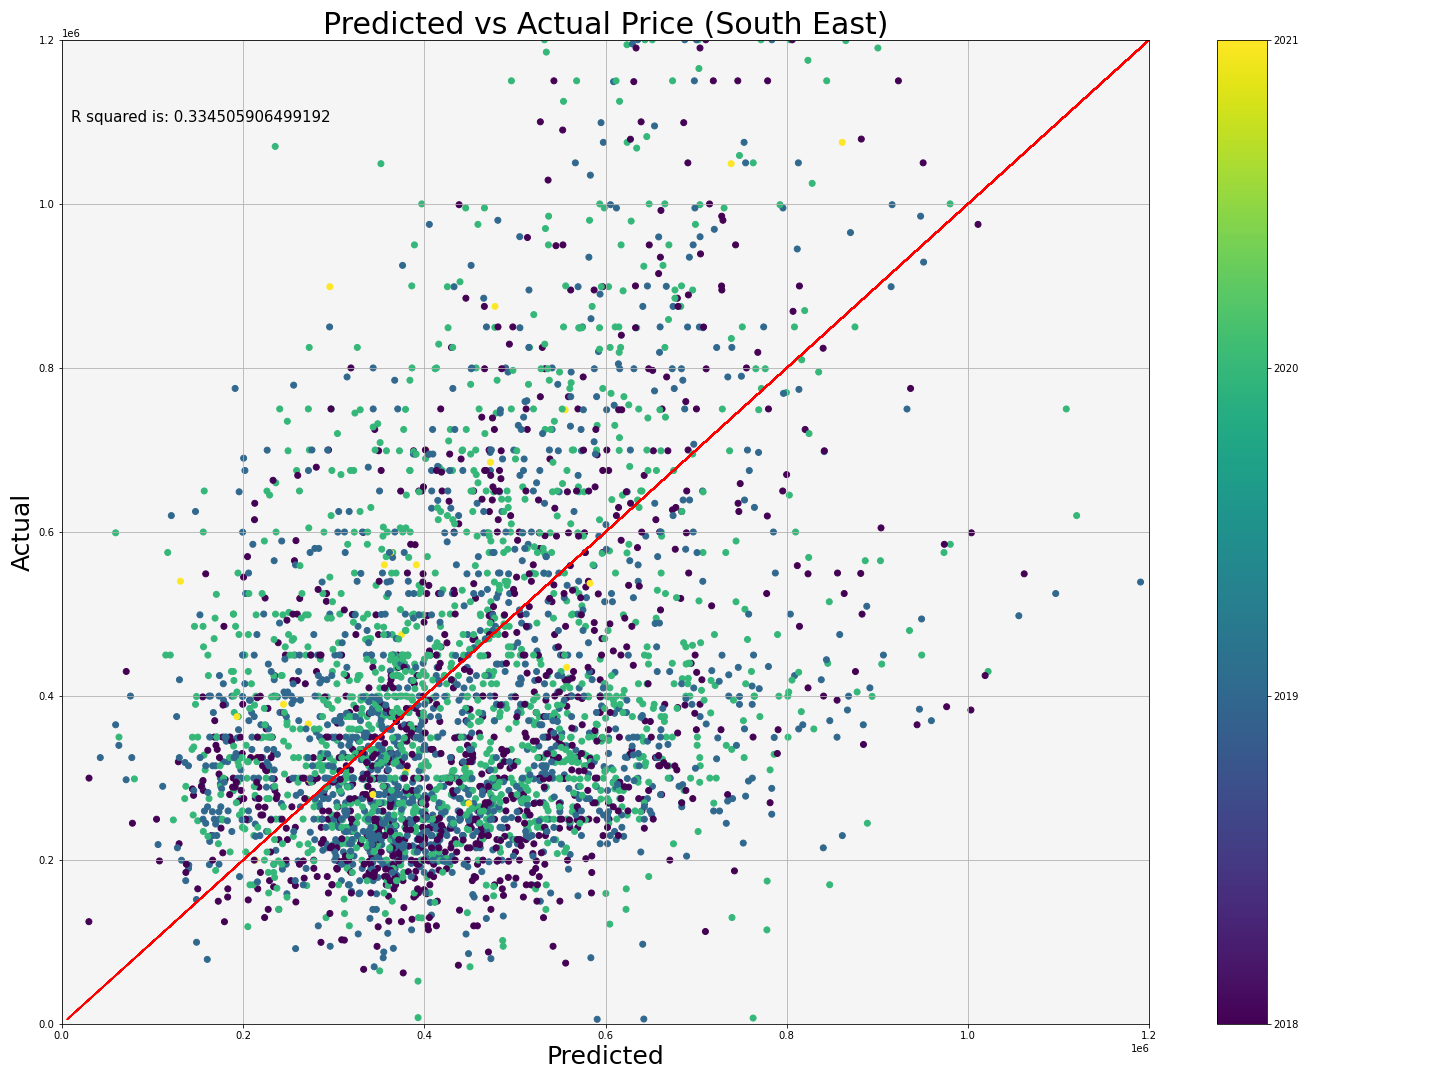 Predicted vs Actual Price (South East)
1e6
R squared is: 0.334505906499192
1.2
1.0
0.8
0.6
0.4
0.2
0.0
Actual
0.0 0.2 0.4 0.6 0.8 1.0 1.2
1e6
Predicted
2021
2020
2019
2018